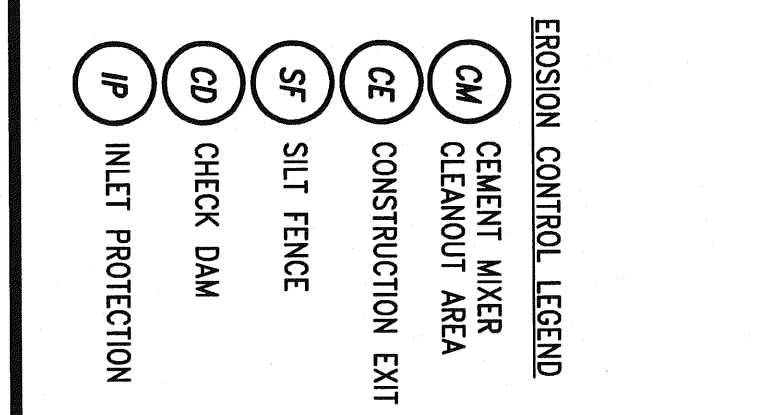 EROSION CONTROL LEGEND
CM CEMENT MIXER
CLEANOUT AREA
CE CONSTRUCTION EXIT
SF SILT FENCE
CD CHECK DAM
IP INLET PROTECTION